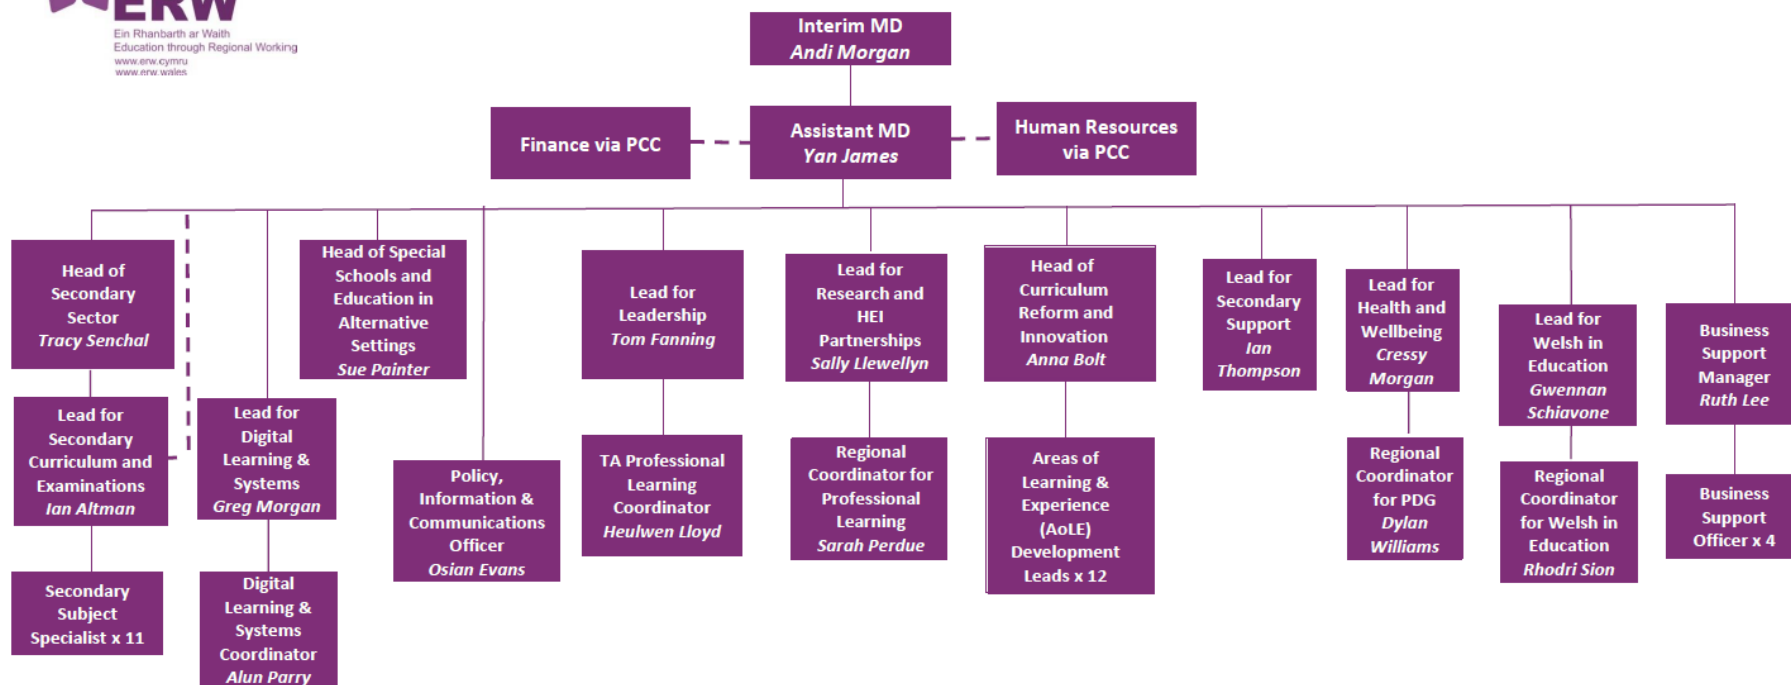 ERW
Ein Rhanbarth ar Waith
Education through Regional Working
www.erw.cymru
www.erw.wales
Interim MD
Andi Morgan
Finance via PCC
Assistant MD
Yan James
Human Resources
via PCC
Head of
Secondary
Sector
Tracy Senchal
Head of Special
Schools and
Education in
Alternative
Settings
Sue Painter
Lead for
Leadership
Tom Fanning
Lead for
Research and
HEI
Partnerships
Sally Llewellyn
Head of
Curriculum
Reform and
Innovation
Anna Bolt
Lead for
Secondary
Support
Ian
Thompson
Lead for
Health and
Wellbeing
Cressy
Morgan
Lead for
Welsh in
Education
Gwennan
Schiavone
Business
Support
Manager
Ruth Lee
Lead for
Secondary
Curriculum and
Examinations
Ian Altman
Lead for
Digital
Learning &
Systems
Greg Morgan
Policy,
Information &
Communications
Officer
Osian Evans
TA Professional
Learning
Coordinator
Heulwen Lloyd
Regional
Coordinator for
Professional
Learning
Sarah Perdue
Areas of
Learning &
Experience
(AoLE)
Development
Leads x 12
Regional
Coordinator
for PDG
Dylan
Williams
Regional
Coordinator
for Welsh in
Education
Rhodri Sion
Business
Support
Officer x 4
Secondary
Subject
Specialist x 11
Digital
Learning &
Systems
Coordinator
Alun Parry